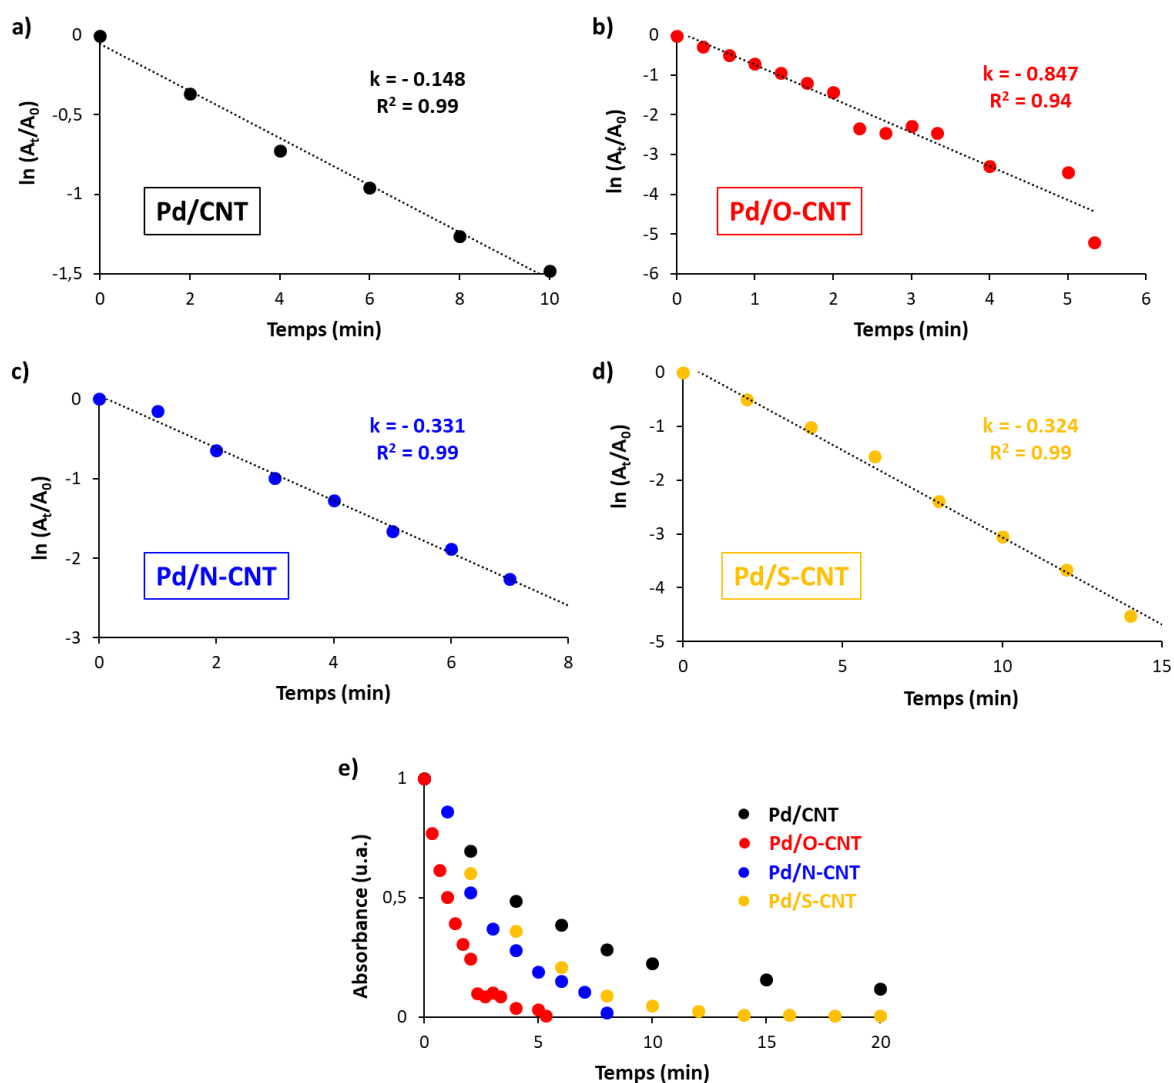 a)
0
-0,5
-1
-1,5
ln (At/A0)
k = - 0.148
R² = 0.99
Pd/CNT
0 2 4 6 8 10
Temps (min)
b)
0
-1
-2
-3
-4
-5
-6
ln (At/A0)
k = - 0.847
R² = 0.94
Pd/O-CNT
0 1 2 3 4 5 6
Temps (min)
c)
0
-1
-2
-3
ln (At/A0)
k = - 0.331
R² = 0.99
Pd/N-CNT
0 2 4 6 8
Temps (min)
d)
0
-1
-2
-3
-4
-5
ln (At/A0)
k = - 0.324
R² = 0.99
Pd/S-CNT
0 5 10 15
Temps (min)
e)
1
0,5
0
Absorbance (u.a.)
Pd/CNT
Pd/O-CNT
Pd/N-CNT
Pd/S-CNT
0 5 10 15 20
Temps (min)